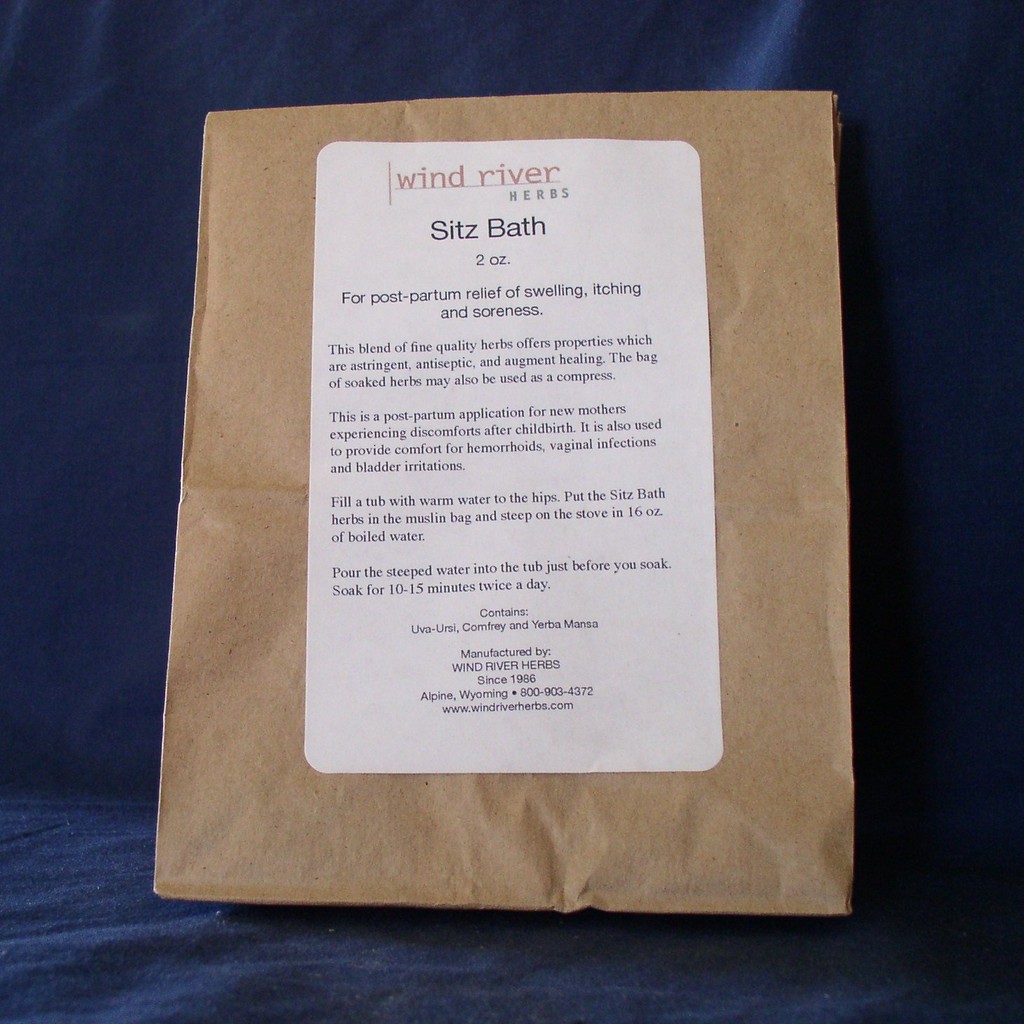 wind river
HERBS
Sitz Bath
2 oz.
For post-partum relief of swelling, itching
and soreness.
This blend of fine quality herbs offers properties which
are astringent, antiseptic, and augment healing. The bag
of soaked herbs may also be used as a compress.
This is a post-partum application for new mothers
experiencing discomforts after childbirth. It is also used
to provide comfort for hemorrhoids, vaginal infections
and bladder irritations.
Fill a tub with warm water to the hips. Put the Sitz Bath
herbs in the muslin bag and steep on the stove in 16 oz.
of boiled water.
Pour the steeped water into the tub just before you soak.
Soak for 10-15 minutes twice a day.
Contains:
Uva-Ursi, Comfrey and Yerba Mansa
Manufactured by:
WIND RIVER HERBS
Since 1986
Alpine, Wyoming • 800-903-4372
www.windriverherbs.com